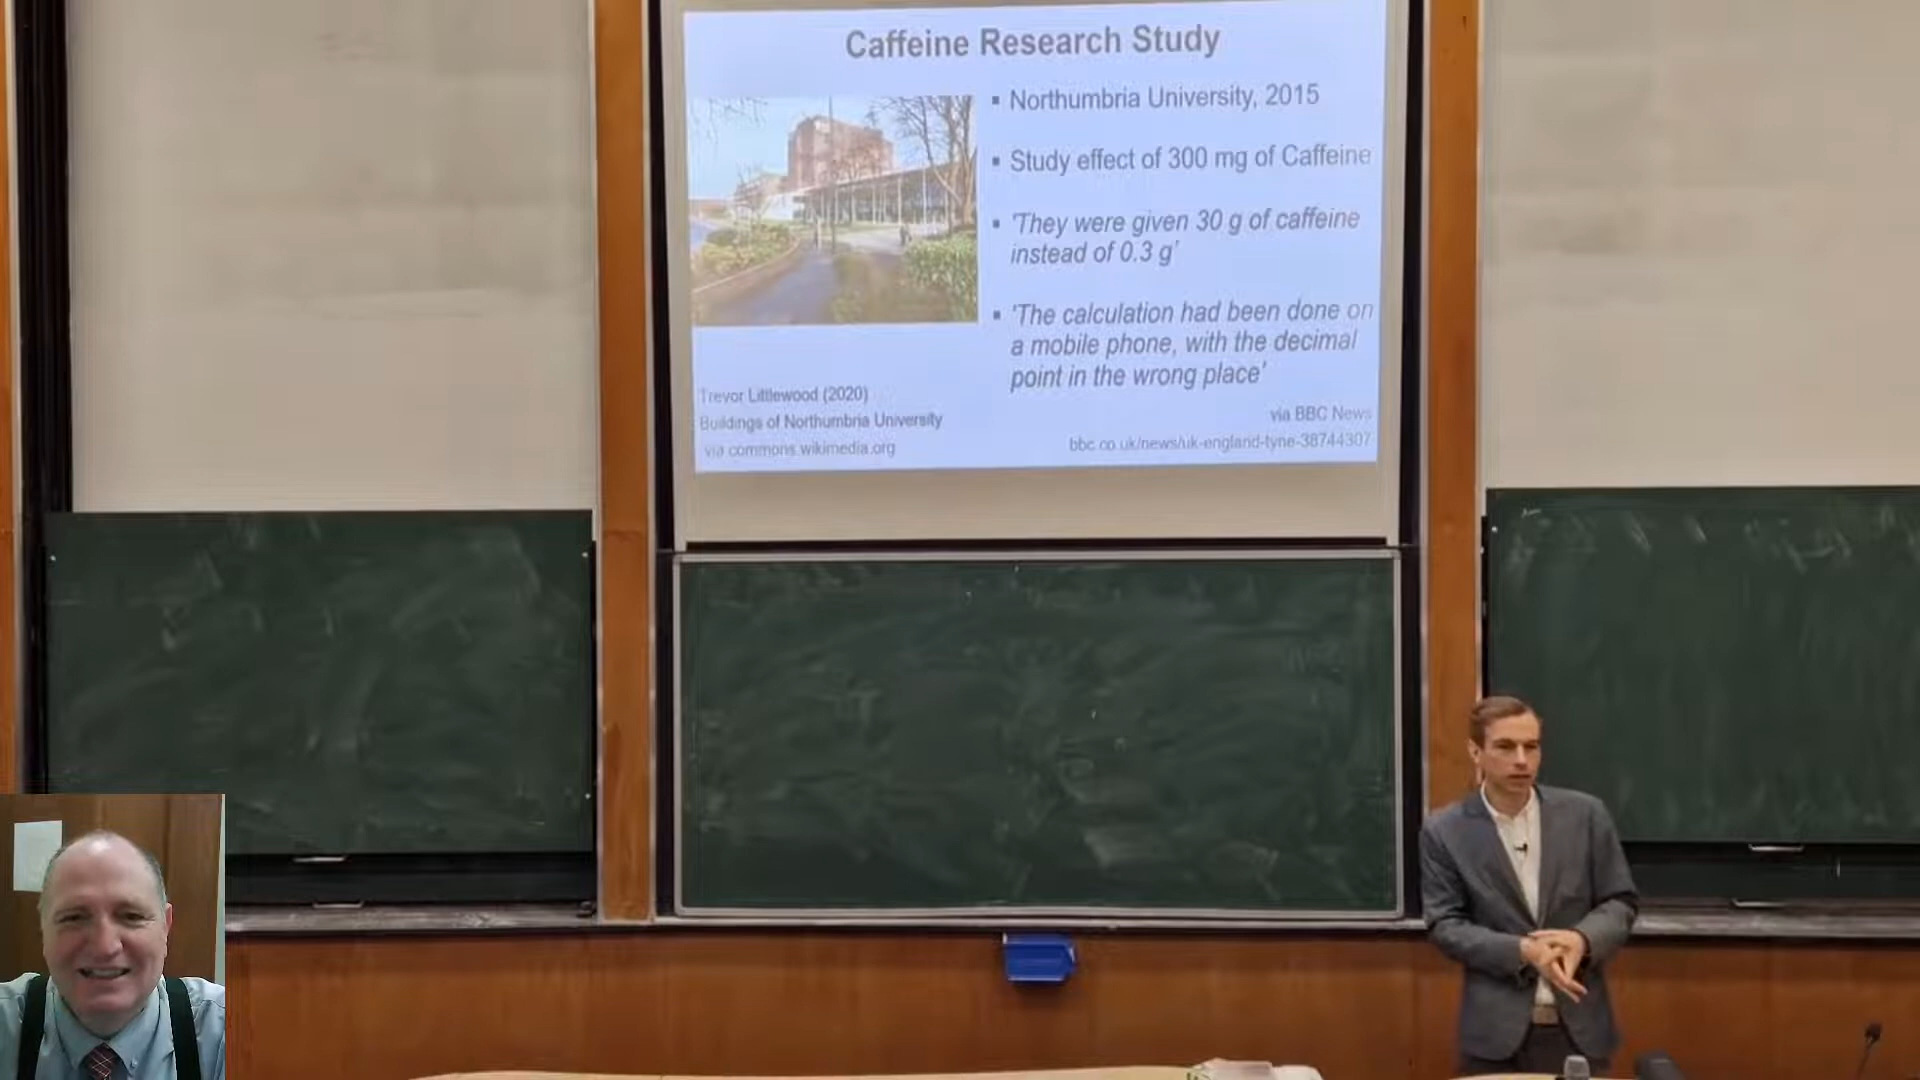 Caffeine Research Study
▪ Northumbria University, 2015
▪ Study effect of 300 mg of Caffeine
▪ 'They were given 30 g of caffeine
instead of 0.3 g'
▪ 'The calculation had been done on
a mobile phone, with the decimal
point in the wrong place'
Trevor Littlewood (2020)
Buildings of Northumbria University
via commons.wikimedia.org
via BBC News
bbc.co.uk/news/uk-england-tyne-38744307